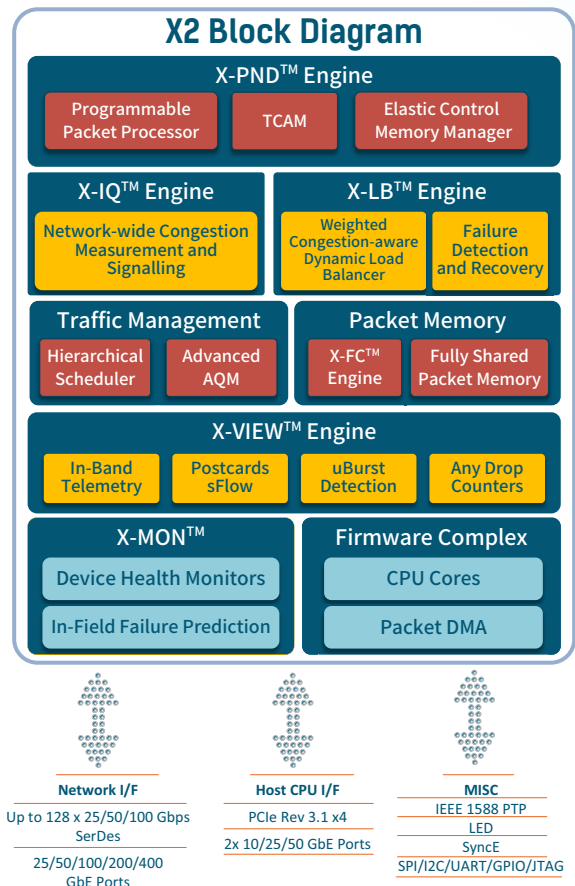 X2 Block Diagram
X-PND™ Engine
Programmable
Packet Processor
TCAM
Elastic Control
Memory Manager
X-IQ™ Engine
Network-wide Congestion
Measurement and
Signalling
X-LB™ Engine
Weighted
Congestion-aware
Dynamic Load
Balancer
Failure
Detection
and Recovery
Traffic Management
Hierarchical
Scheduler
Advanced
AQM
Packet Memory
X-FC™
Engine
Fully Shared
Packet Memory
X-VIEW™ Engine
In-Band
Telemetry
Postcards
sFlow
uBurst
Detection
Any Drop
Counters
X-MON™
Device Health Monitors
In-Field Failure Prediction
Firmware Complex
CPU Cores
Packet DMA
Network I/F
Up to 128 x 25/50/100 Gbps
SerDes
25/50/100/200/400
GbE Ports
Host CPU I/F
PCIe Rev 3.1 x4
2x 10/25/50 GbE Ports
MISC
IEEE 1588 PTP
LED
SyncE
SPI/I2C/UART/GPIO/JTAG